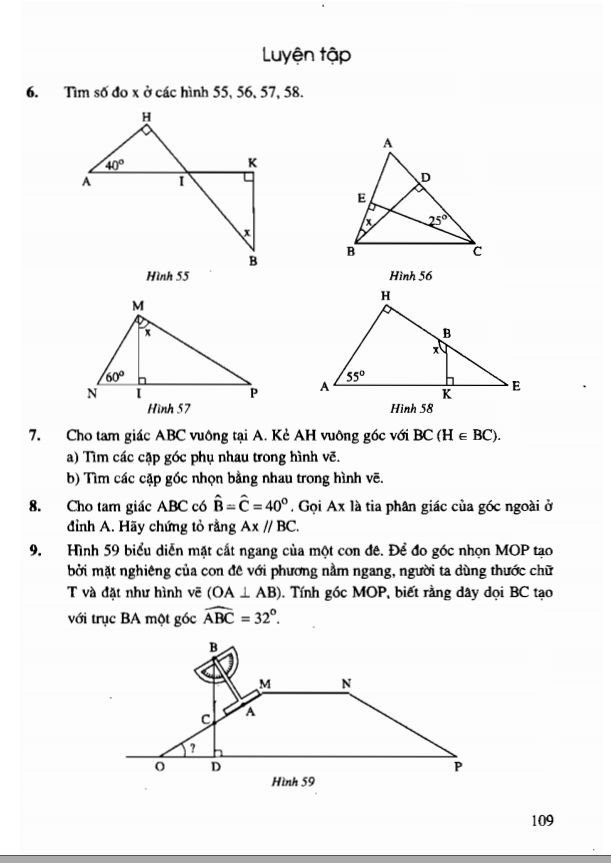 Luyện tập
6. Tìm số đo x ở các hình 55, 56, 57, 58.
H
40°
A
I
K
x
B
Hình 55
A
D
E
x
25°
B
C
Hình 56
M
x
60°
N
I
P
Hình 57
H
B
x
55°
A
K
E
Hình 58
7. Cho tam giác ABC vuông tại A. Kẻ AH vuông góc với BC (H ∈ BC).
a) Tìm các cặp góc phụ nhau trong hình vẽ.
b) Tìm các cặp góc nhọn bằng nhau trong hình vẽ.
8. Cho tam giác ABC có B̂ = Ĉ = 40°. Gọi Ax là tia phân giác của góc ngoài ở
đỉnh A. Hãy chứng tỏ rằng Ax // BC.
9. Hình 59 biểu diễn mặt cắt ngang của một con đê. Để đo góc nhọn MOP tạo
bởi mặt nghiêng của con đê với phương nằm ngang, người ta dùng thước chữ
T và đặt như hình vẽ (OA ⊥ AB). Tính góc MOP, biết rằng dây dọi BC tạo
với trục BA một góc ABC = 32°.
B
M
N
C
A
?
O
D
P
Hình 59
109